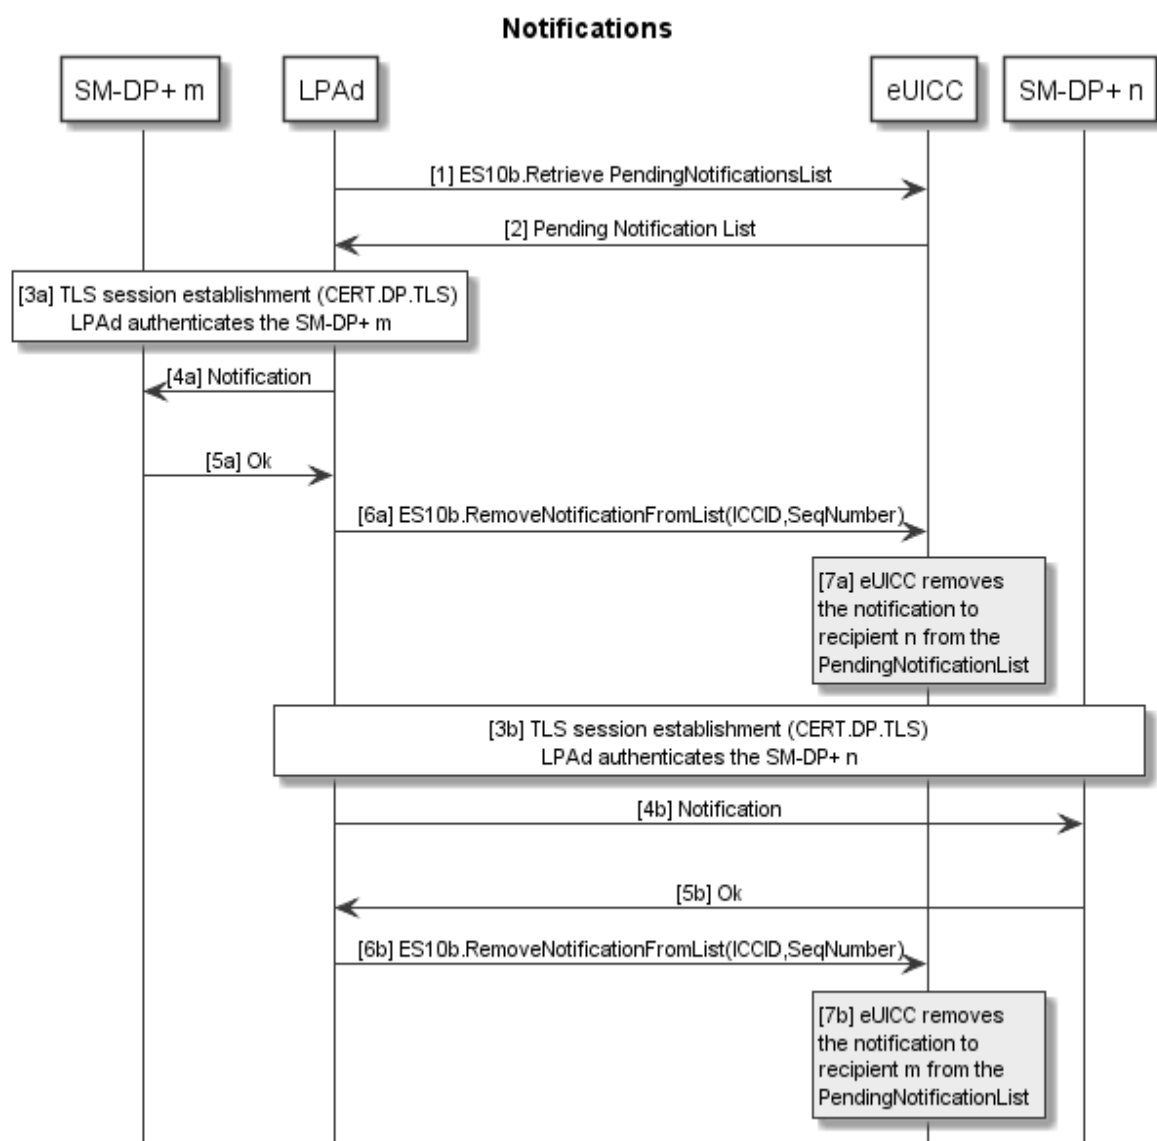 Notifications
SM-DP+ m
LPAd
eUICC
SM-DP+ n
[1] ES10b.Retrieve PendingNotificationsList
[2] Pending Notification List
[3a] TLS session establishment (CERT.DP.TLS)
LPAd authenticates the SM-DP+ m
[4a] Notification
[5a] Ok
[6a] ES10b.RemoveNotificationFromList(ICCID,SeqNumber)
[7a] eUICC removes
the notification to
recipient n from the
PendingNotificationList
[3b] TLS session establishment (CERT.DP.TLS)
LPAd authenticates the SM-DP+ n
[4b] Notification
[5b] Ok
[6b] ES10b.RemoveNotificationFromList(ICCID,SeqNumber)
[7b] eUICC removes
the notification to
recipient m from the
PendingNotificationList